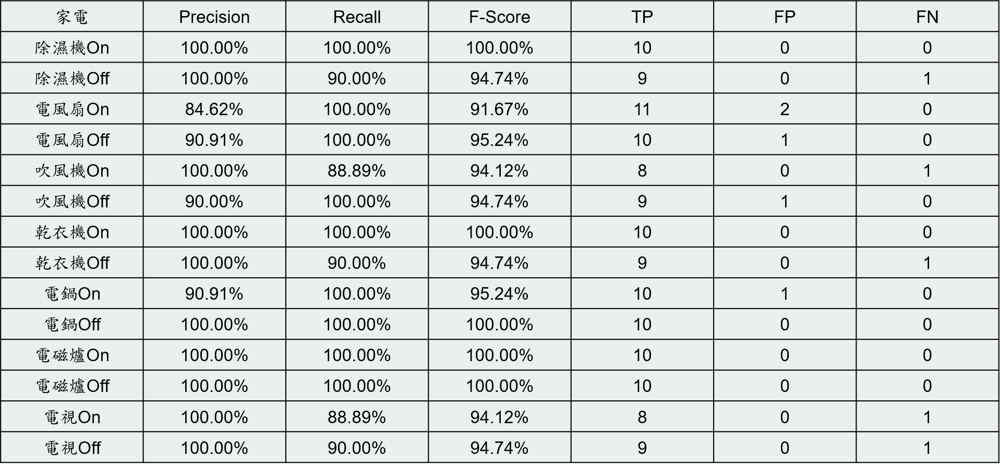 家電 Precision Recall F-Score TP FP FN
除濕機On 100.00% 100.00% 100.00% 10 0 0
除濕機Off 100.00% 90.00% 94.74% 9 0 1
電風扇On 84.62% 100.00% 91.67% 11 2 0
電風扇Off 90.91% 100.00% 95.24% 10 1 0
吹風機On 100.00% 88.89% 94.12% 8 0 1
吹風機Off 90.00% 100.00% 94.74% 9 1 0
乾衣機On 100.00% 100.00% 100.00% 10 0 0
乾衣機Off 100.00% 90.00% 94.74% 9 0 1
電鍋On 90.91% 100.00% 95.24% 10 1 0
電鍋Off 100.00% 100.00% 100.00% 10 0 0
電磁爐On 100.00% 100.00% 100.00% 10 0 0
電磁爐Off 100.00% 100.00% 100.00% 10 0 0
電視On 100.00% 88.89% 94.12% 8 0 1
電視Off 100.00% 90.00% 94.74% 9 0 1